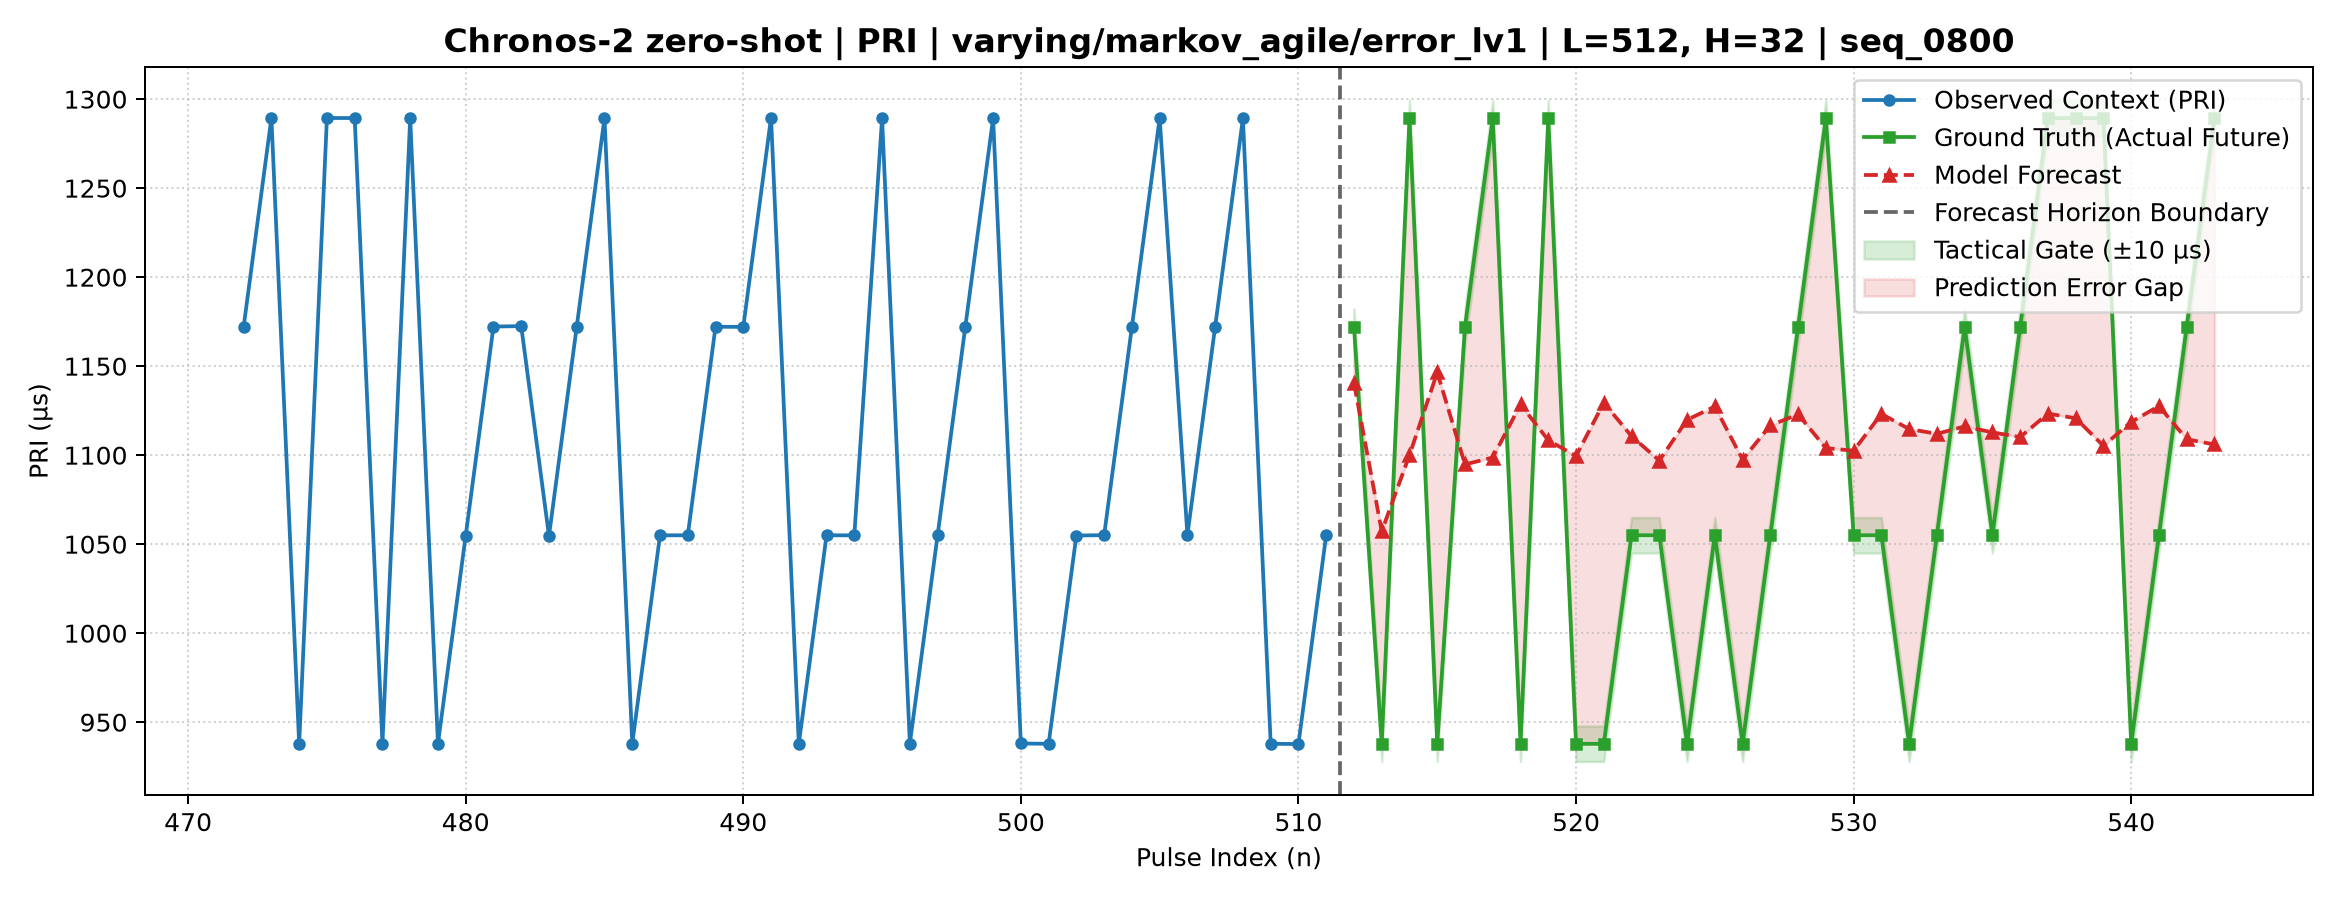 Chronos-2 zero-shot | PRI | varying/markov_agile/error_lv1 | L=512, H=32 | seq_0800
1300
1250
1200
1150
1100
1050
1000
950
PRI (µs)
Observed Context (PRI)
Ground Truth (Actual Future)
Model Forecast
Forecast Horizon Boundary
Tactical Gate (±10 µs)
Prediction Error Gap
470 480 490 500 510 520 530 540
Pulse Index (n)